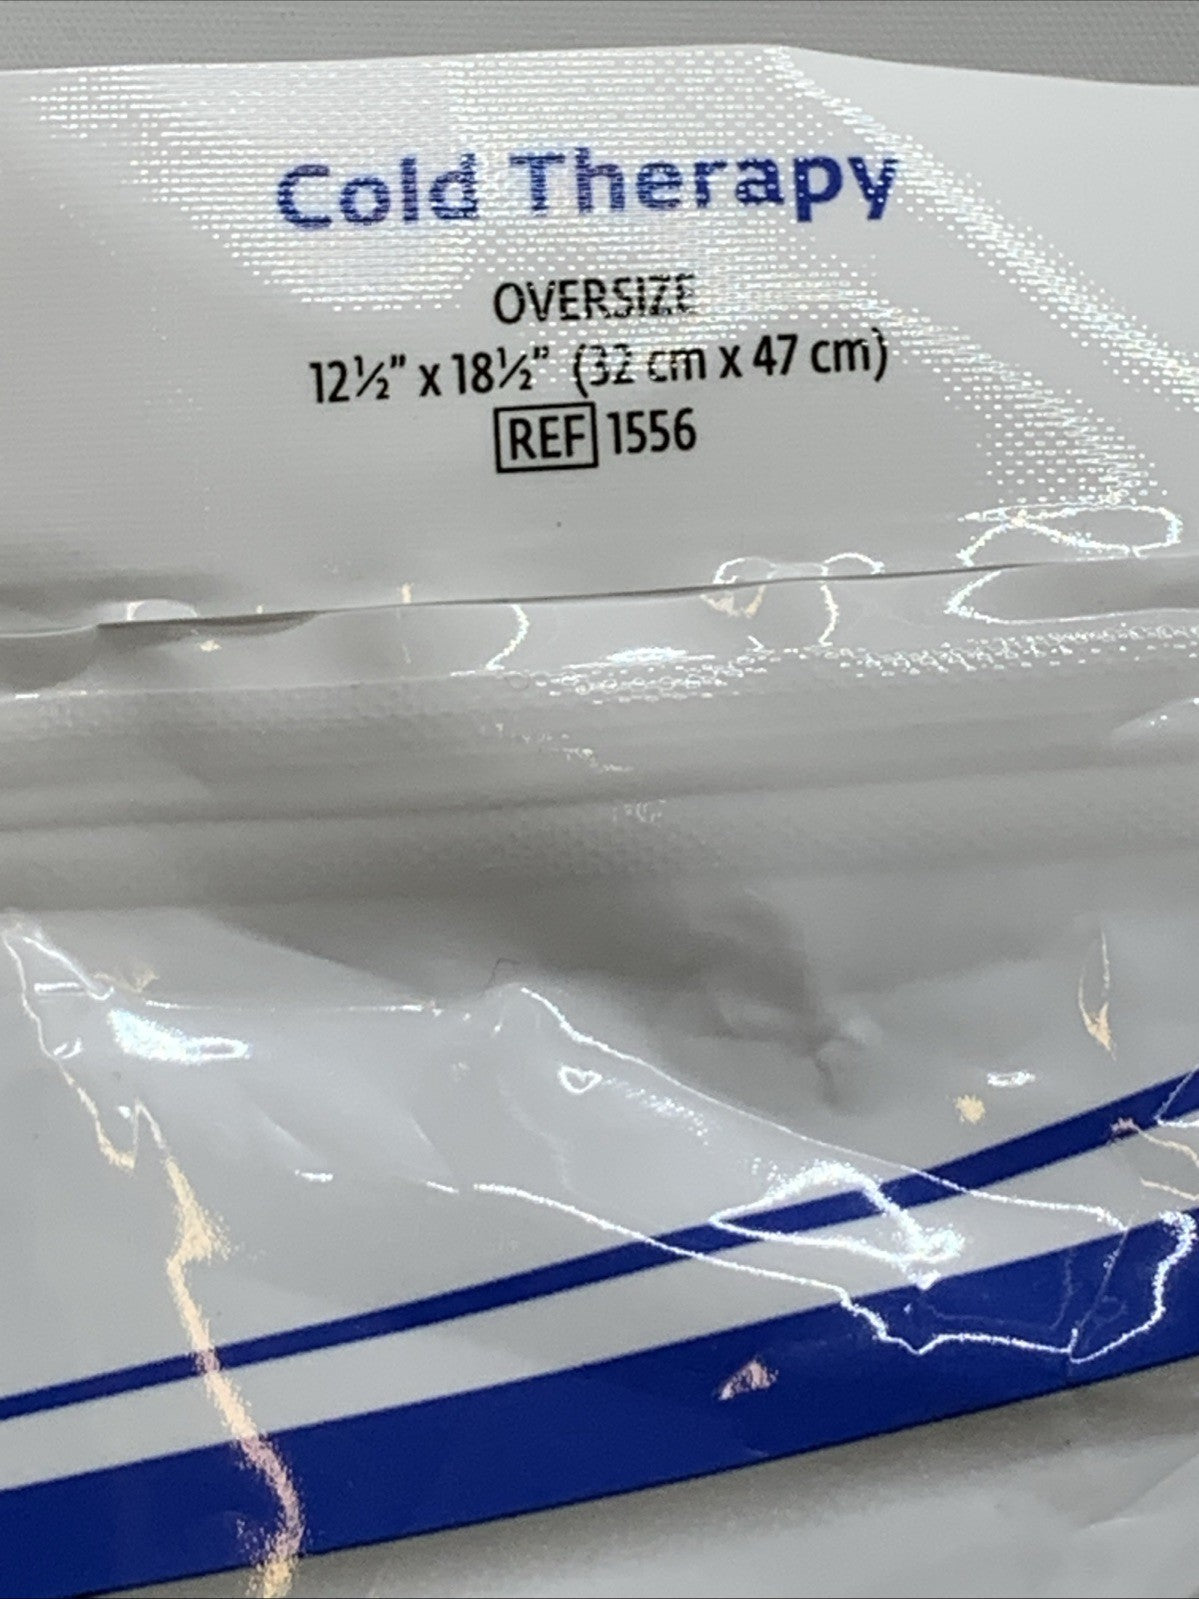 Cold Therapy
OVERSIZE
12½" x 18½" (32 cm x 47 cm)
REF 1556